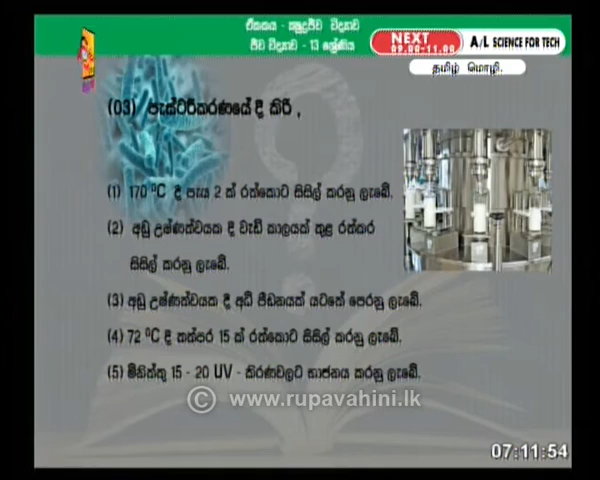 ඒකකය - ක්‍ෂුද්‍රජීව විද්‍යාව
ජීව විද්‍යාව - 13 ශ්‍රේණිය
NEXT
09.00-11.00
A/L SCIENCE FOR TECH
தமிழ் மொழி.
(03) පැස්ටරීකරණයේ දී කිරි ,
(1) 170 ⁰C දී පැය 2 ක් රත්කොට සිසිල් කරනු ලැබේ.
(2) අඩු උෂ්ණත්වයක දී වැඩි කාලයක් තුළ රත්කර
සිසිල් කරනු ලැබේ.
(3) අඩු උෂ්ණත්වයක දී අධි පීඩනයක් යටතේ පෙරනු ලැබේ.
(4) 72 ⁰C දී තත්පර 15 ක් රත්කොට සිසිල් කරනු ලැබේ.
(5) මිනිත්තු 15 - 20 UV - කිරණවලට භාජනය කරනු ලැබේ.
© www.rupavahini.lk
07:11:54